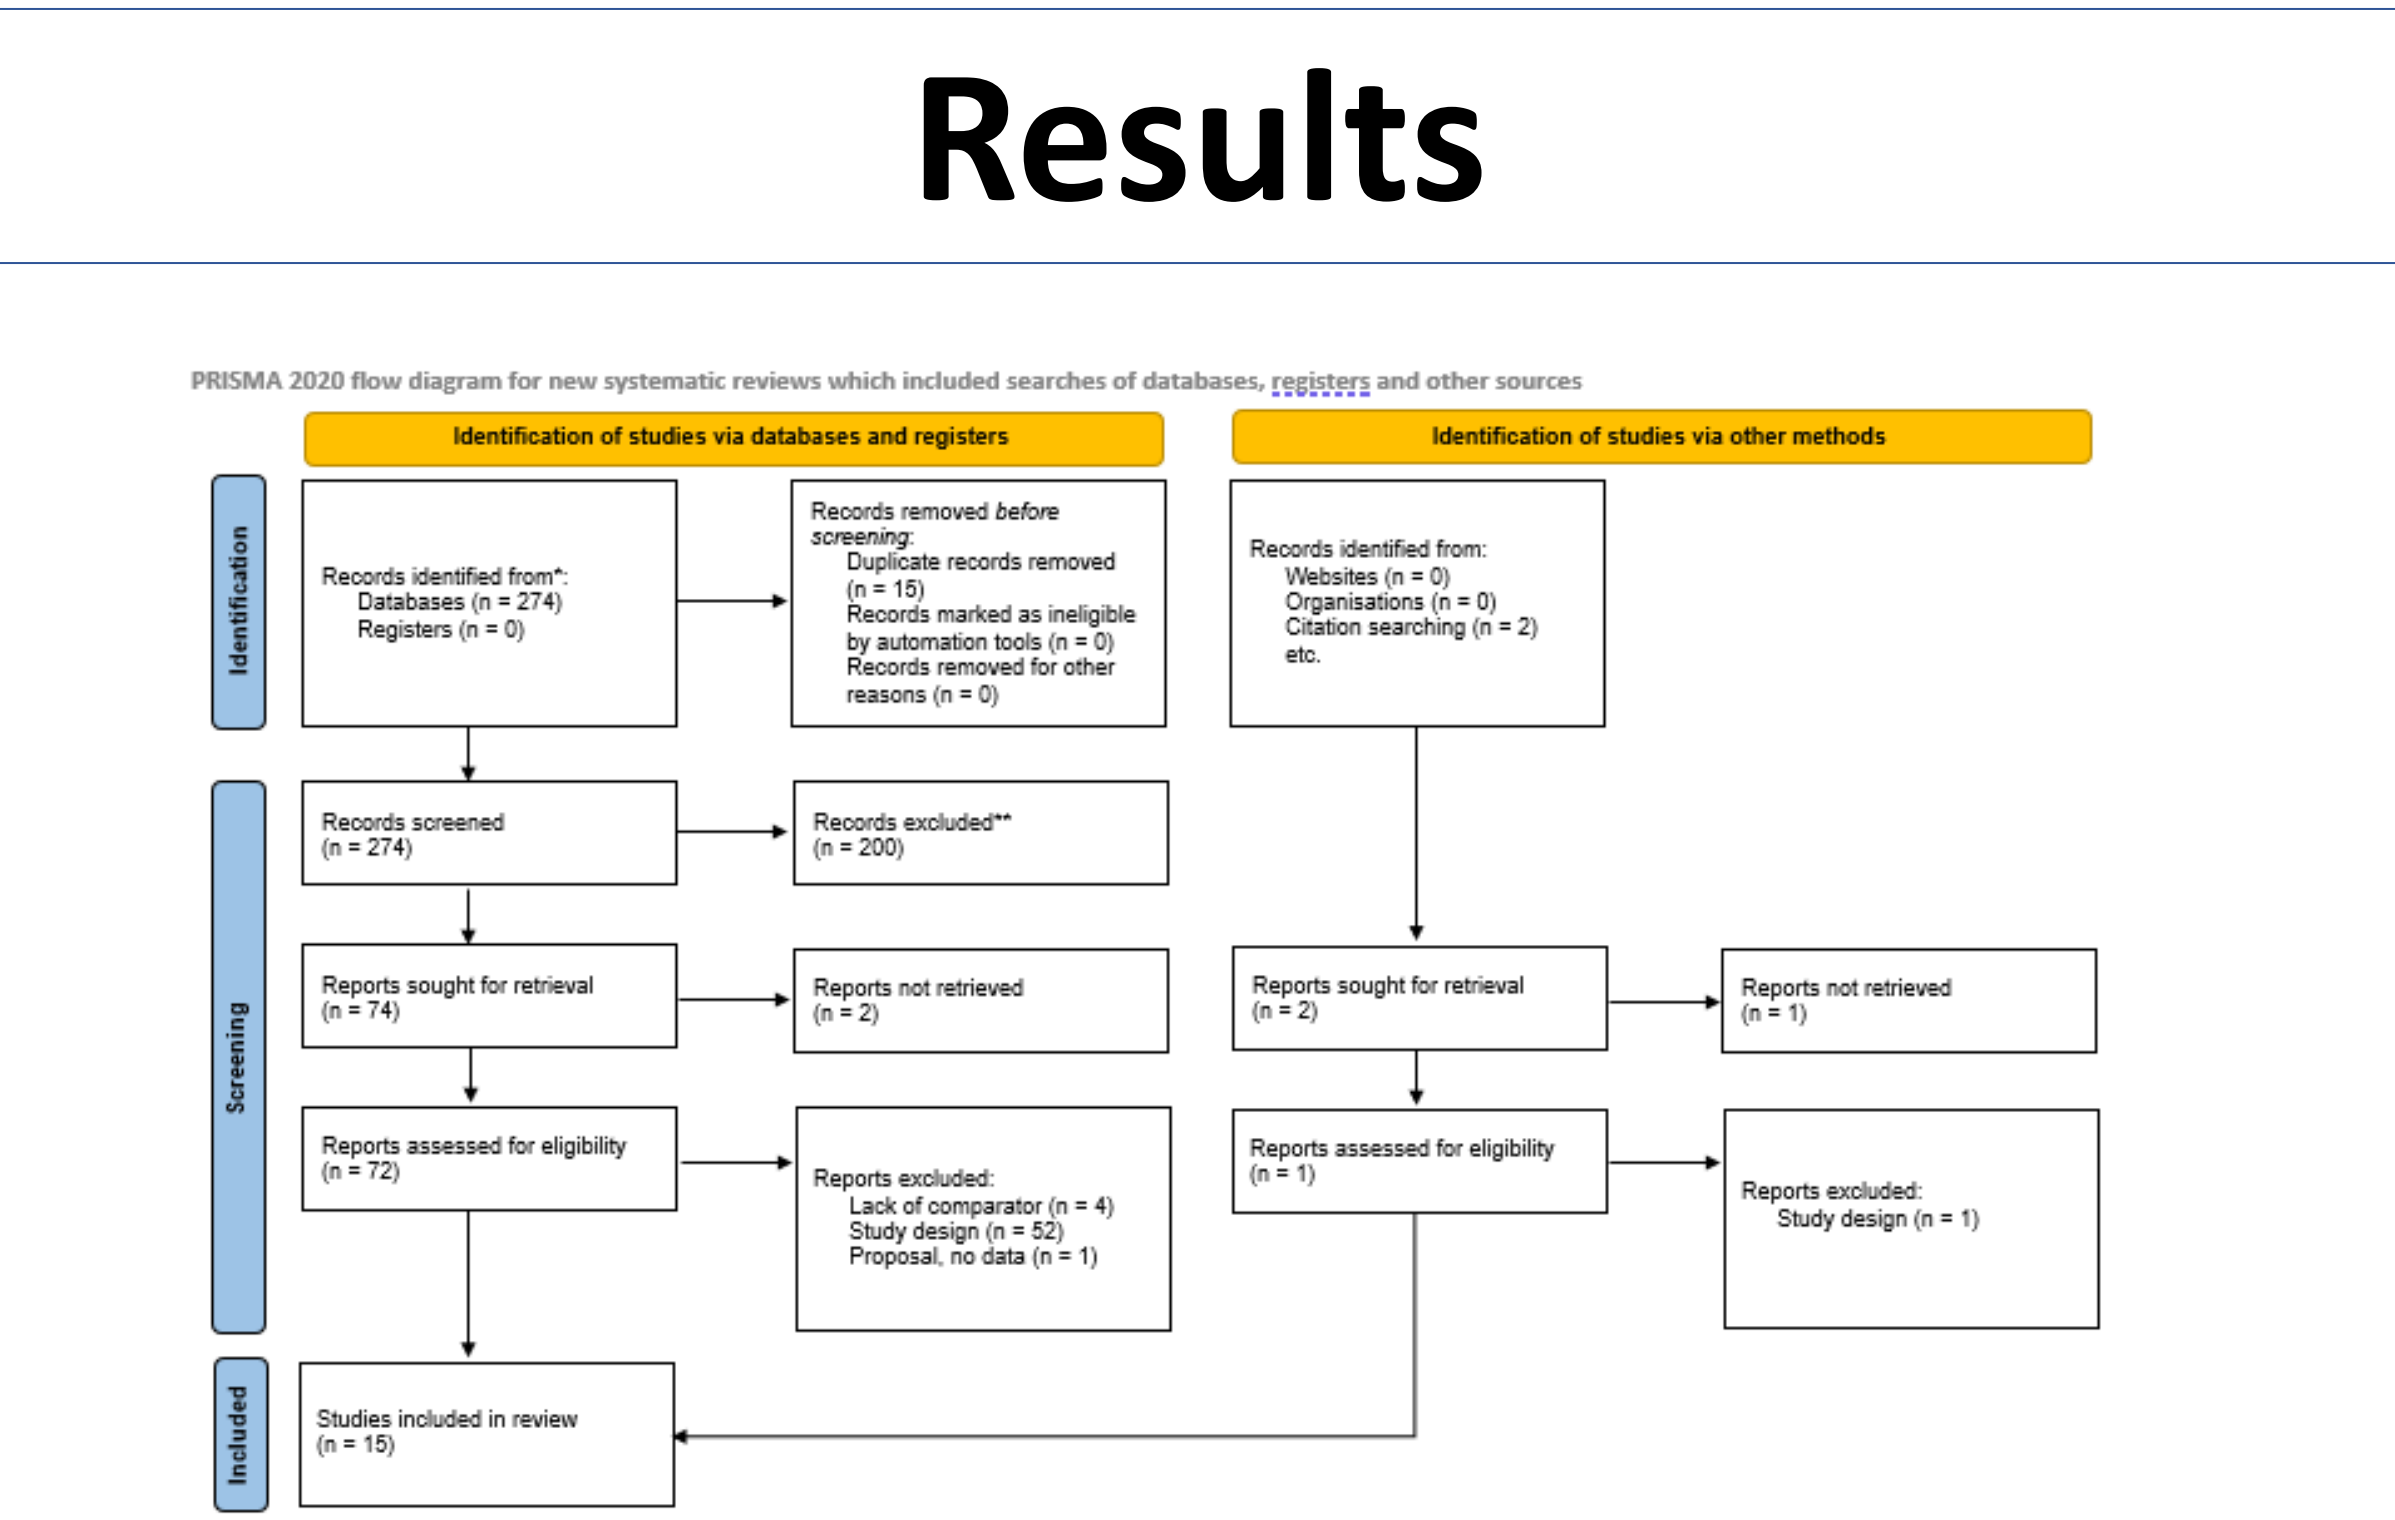 Results
PRISMA 2020 flow diagram for new systematic reviews which included searches of databases, registers and other sources
Identification of studies via databases and registers
Identification of studies via other methods
Identification
Records identified from*:
Databases (n = 274)
Registers (n = 0)
Records removed before
screening:
Duplicate records removed
(n = 15)
Records marked as ineligible
by automation tools (n = 0)
Records removed for other
reasons (n = 0)
Records identified from:
Websites (n = 0)
Organisations (n = 0)
Citation searching (n = 2)
etc.
Screening
Records screened
(n = 274)
Records excluded**
(n = 200)
Reports sought for retrieval
(n = 74)
Reports not retrieved
(n = 2)
Reports sought for retrieval
(n = 2)
Reports not retrieved
(n = 1)
Reports assessed for eligibility
(n = 72)
Reports excluded:
Lack of comparator (n = 4)
Study design (n = 52)
Proposal, no data (n = 1)
Reports assessed for eligibility
(n = 1)
Reports excluded:
Study design (n = 1)
Included
Studies included in review
(n = 15)